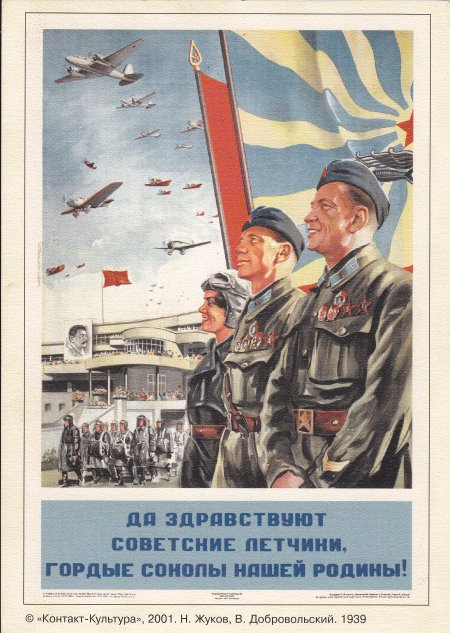 ДА ЗДРАВСТВУЮТ
СОВЕТСКИЕ ЛЕТЧИКИ,
ГОРДЫЕ СОКОЛЫ НАШЕЙ РОДИНЫ!
© «Контакт-Культура», 2001. Н. Жуков, В. Добровольский. 1939